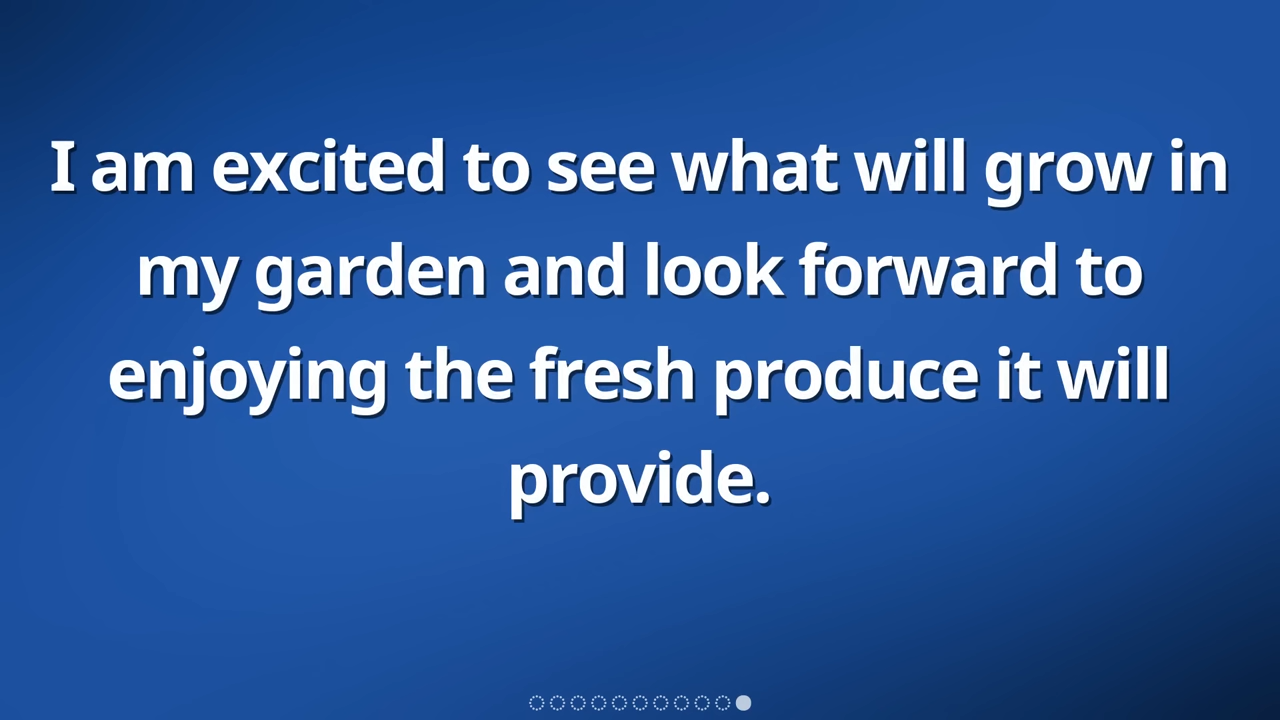 I am excited to see what will grow in
my garden and look forward to
enjoying the fresh produce it will
provide.